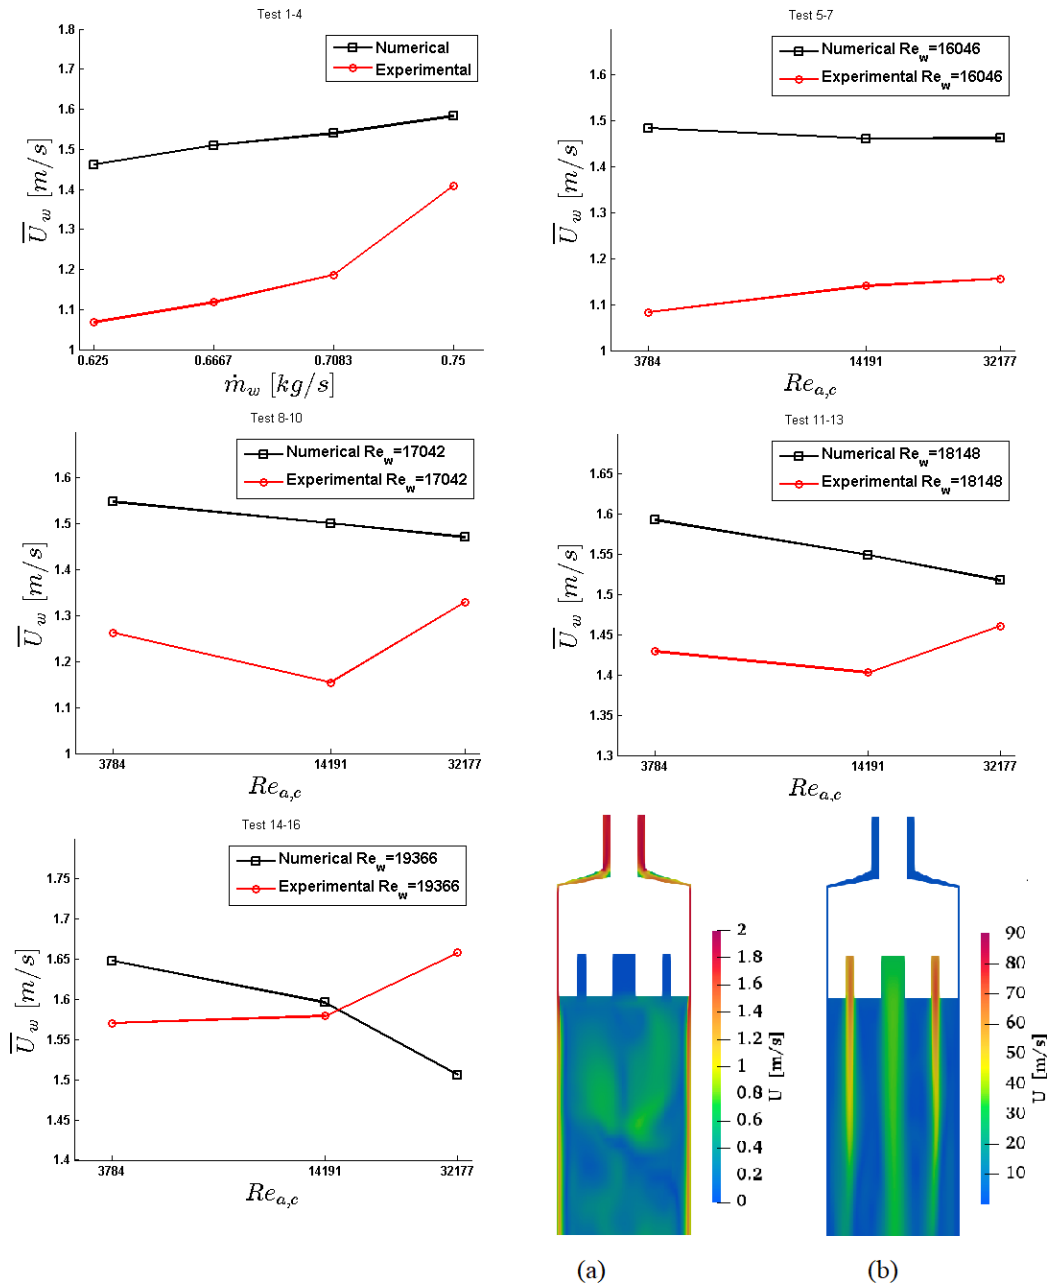 Test 1-4
1.8
1.7
1.6
1.5
1.4
1.3
1.2
1.1
1
Numerical
Experimental
U̅_w [m/s]
0.625 0.6667 0.7083 0.75
ṁ_w [kg/s]
Test 5-7
1.6
1.5
1.4
1.3
1.2
1.1
1
Numerical Re_w=16046
Experimental Re_w=16046
U̅_w [m/s]
3784 14191 32177
Re_a,c
Test 8-10
1.6
1.5
1.4
1.3
1.2
1.1
1
Numerical Re_w=17042
Experimental Re_w=17042
U̅_w [m/s]
3784 14191 32177
Re_a,c
Test 11-13
1.65
1.6
1.55
1.5
1.45
1.4
1.35
1.3
Numerical Re_w=18148
Experimental Re_w=18148
U̅_w [m/s]
3784 14191 32177
Re_a,c
Test 14-16
1.75
1.7
1.65
1.6
1.55
1.5
1.45
1.4
Numerical Re_w=19366
Experimental Re_w=19366
U̅_w [m/s]
3784 14191 32177
Re_a,c
2
1.8
1.6
1.4
1.2
1
0.8
0.6
0.4
0.2
0
U [m/s]
(a)
90
80
70
60
50
40
30
20
10
U [m/s]
(b)